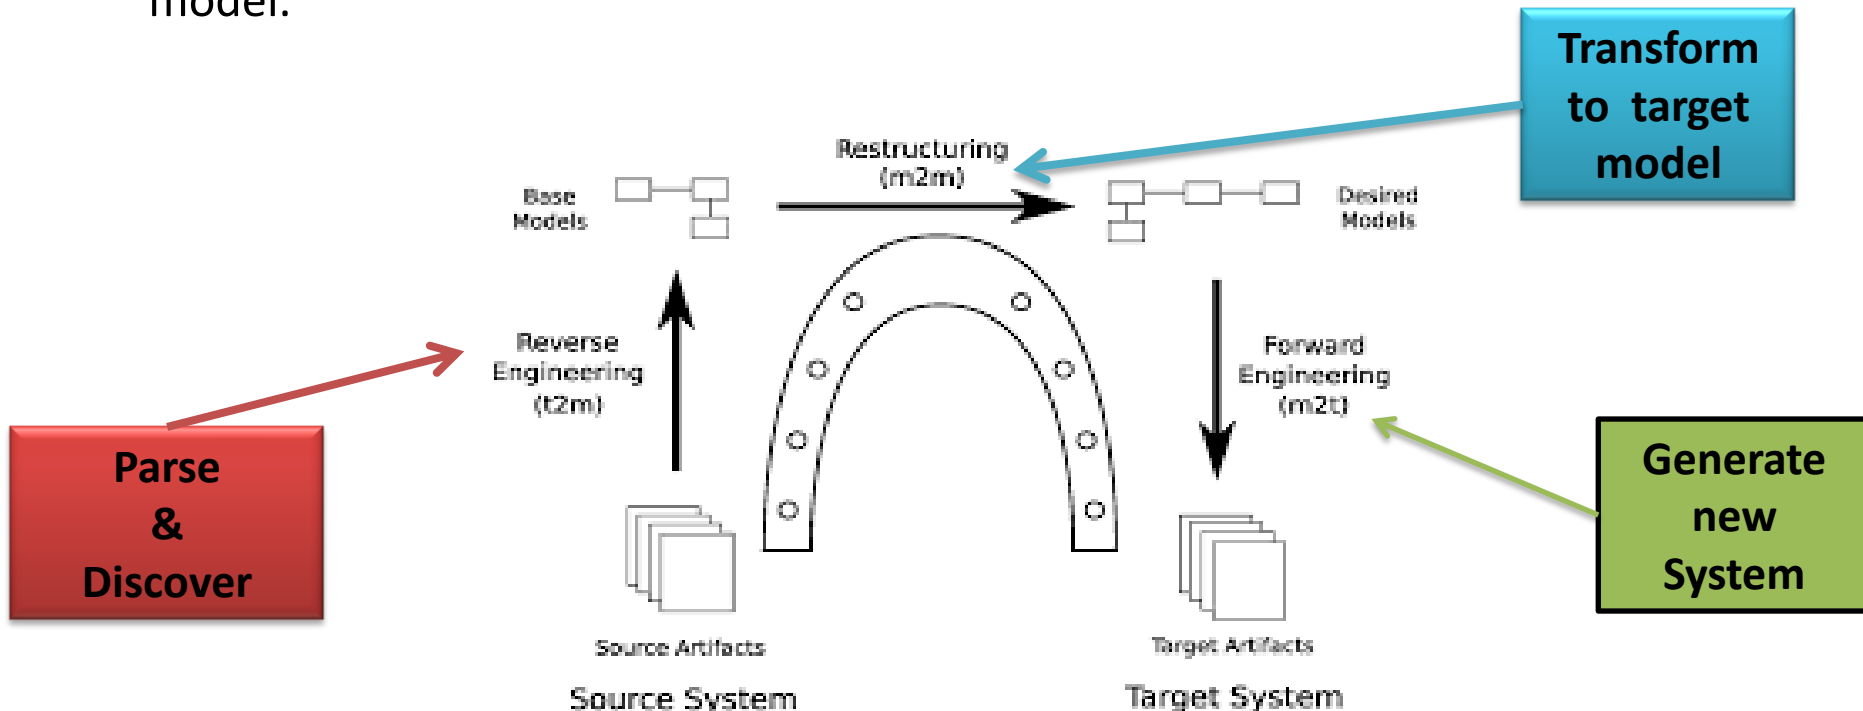 model.
Transform
to target
model
Restructuring
(m2m)
Base
Models
Desired
Models
Reverse
Engineering
(t2m)
Forward
Engineering
(m2t)
Parse
&
Discover
Generate
new
System
Source Artifacts
Target Artifacts
Source System
Target System